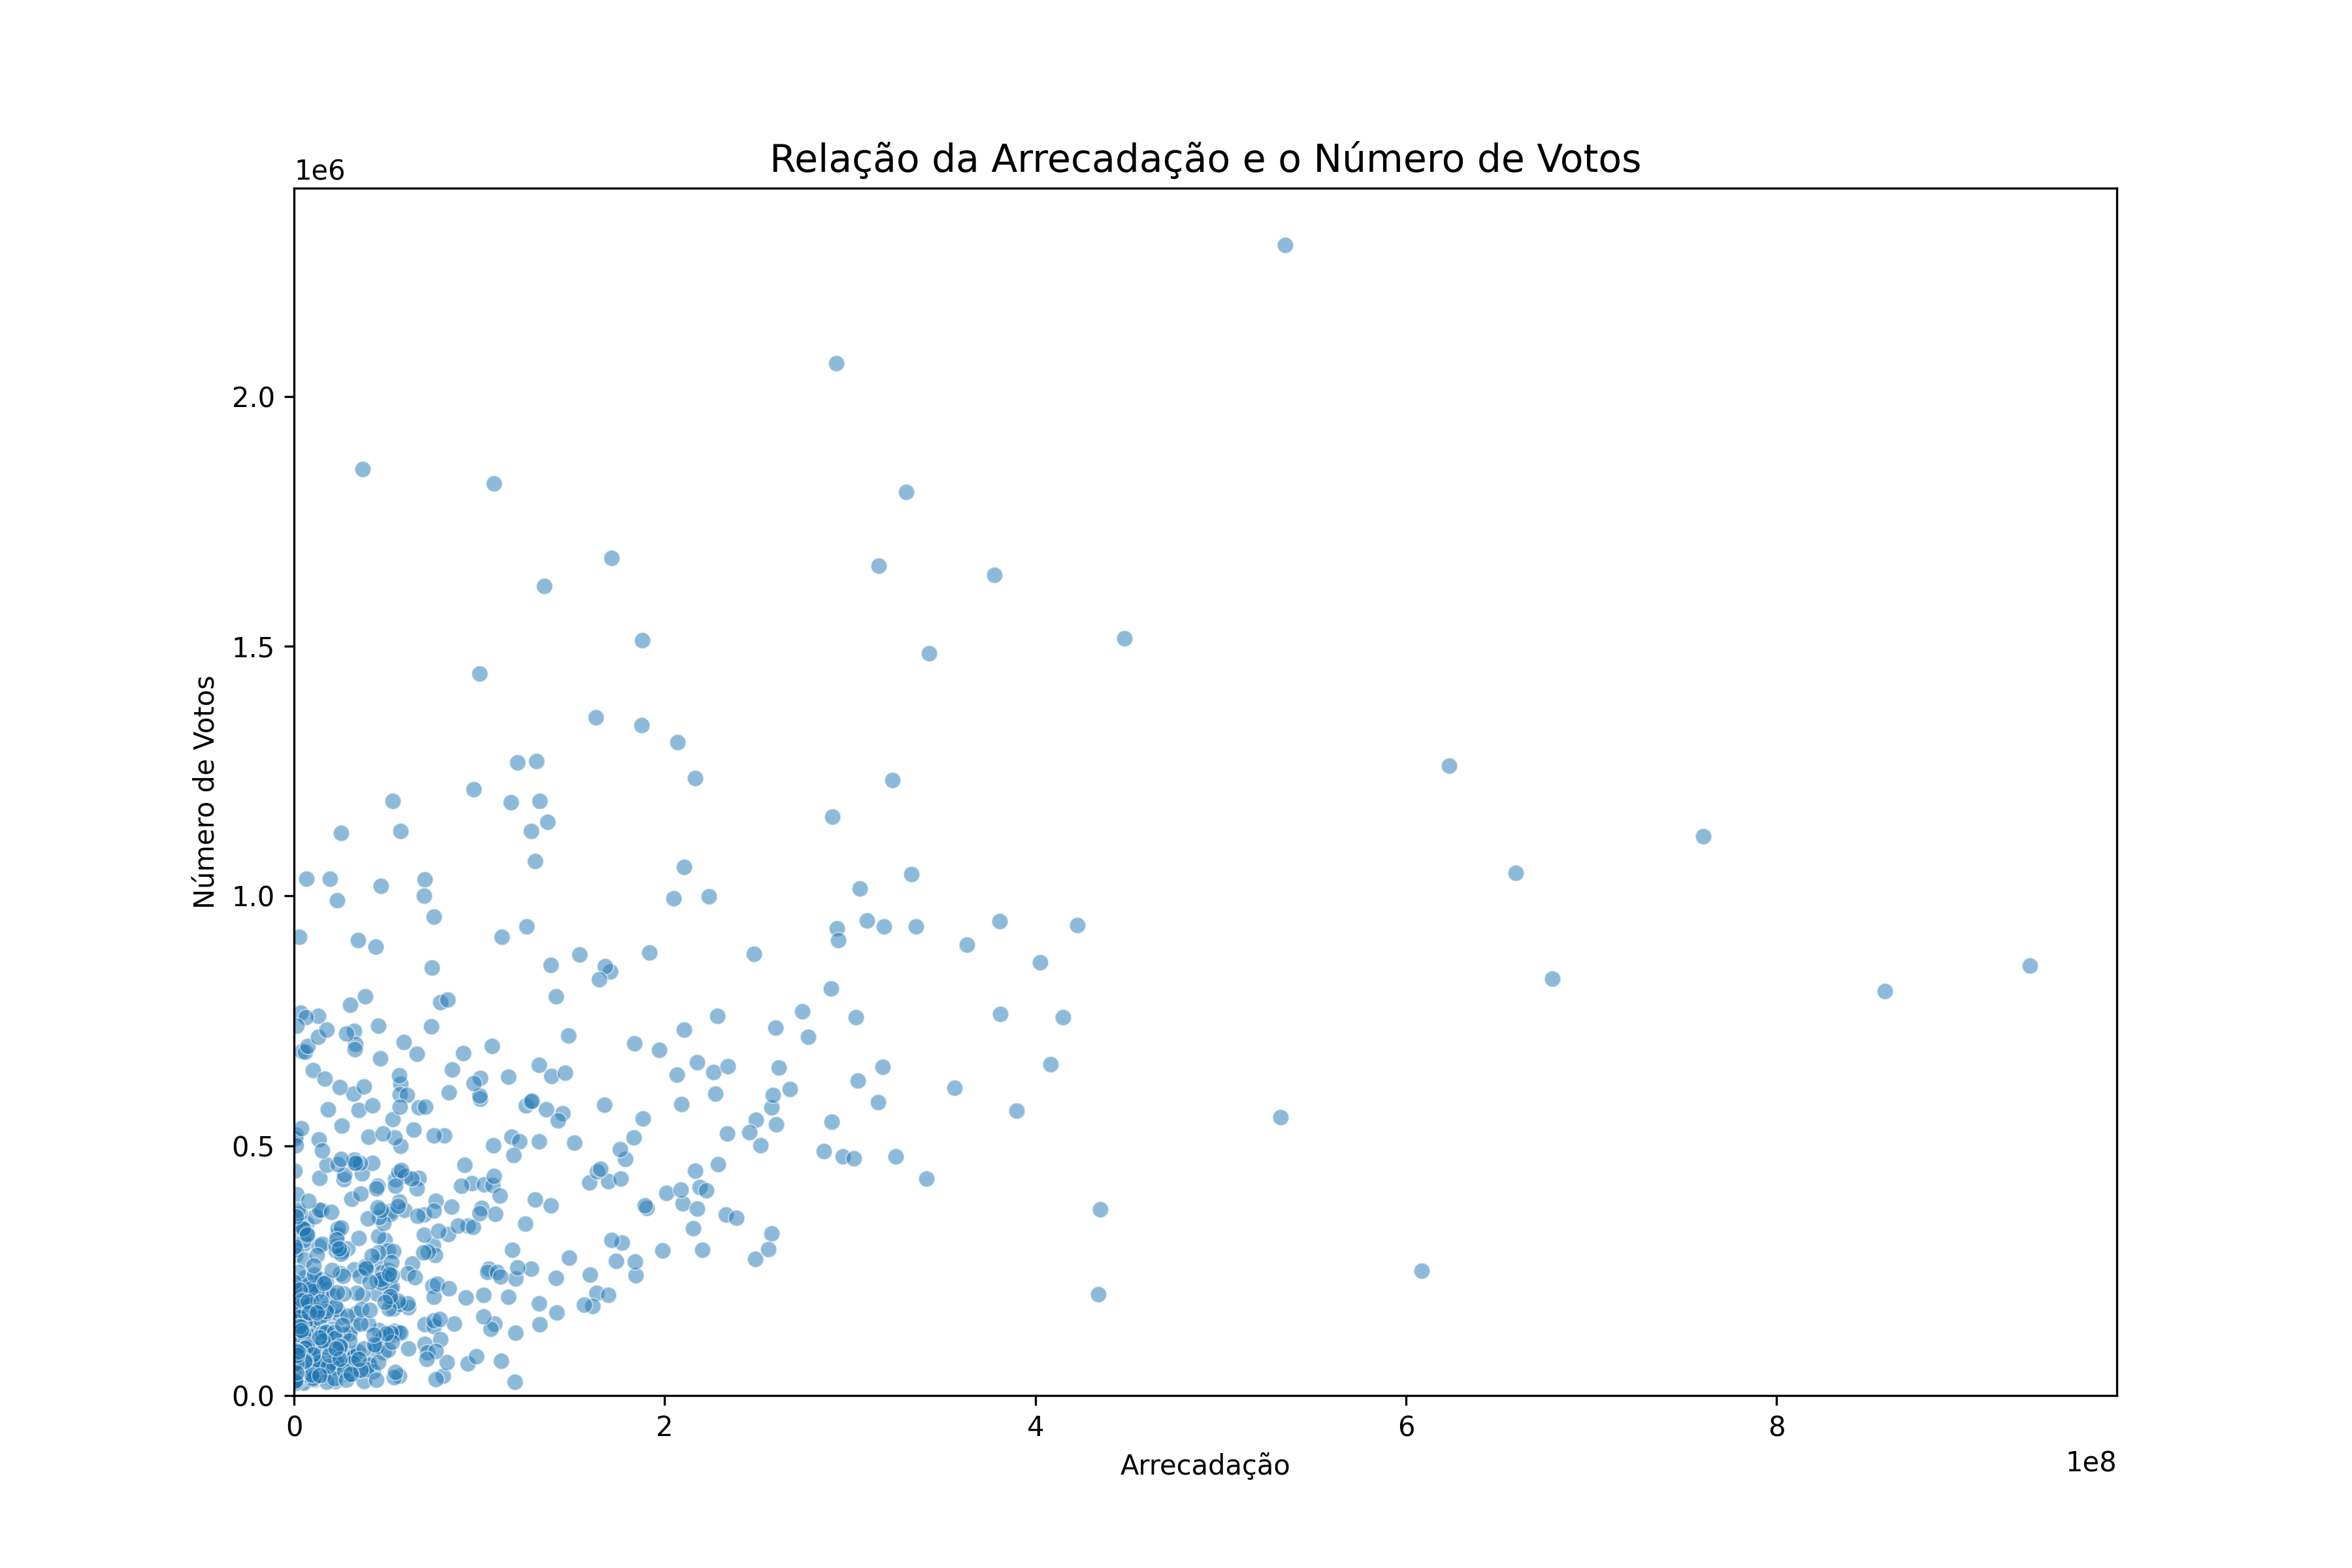 Relação da Arrecadação e o Número de Votos
1e6
2.0
1.5
1.0
0.5
0.0
Número de Votos
0 2 4 6 8
Arrecadação
1e8